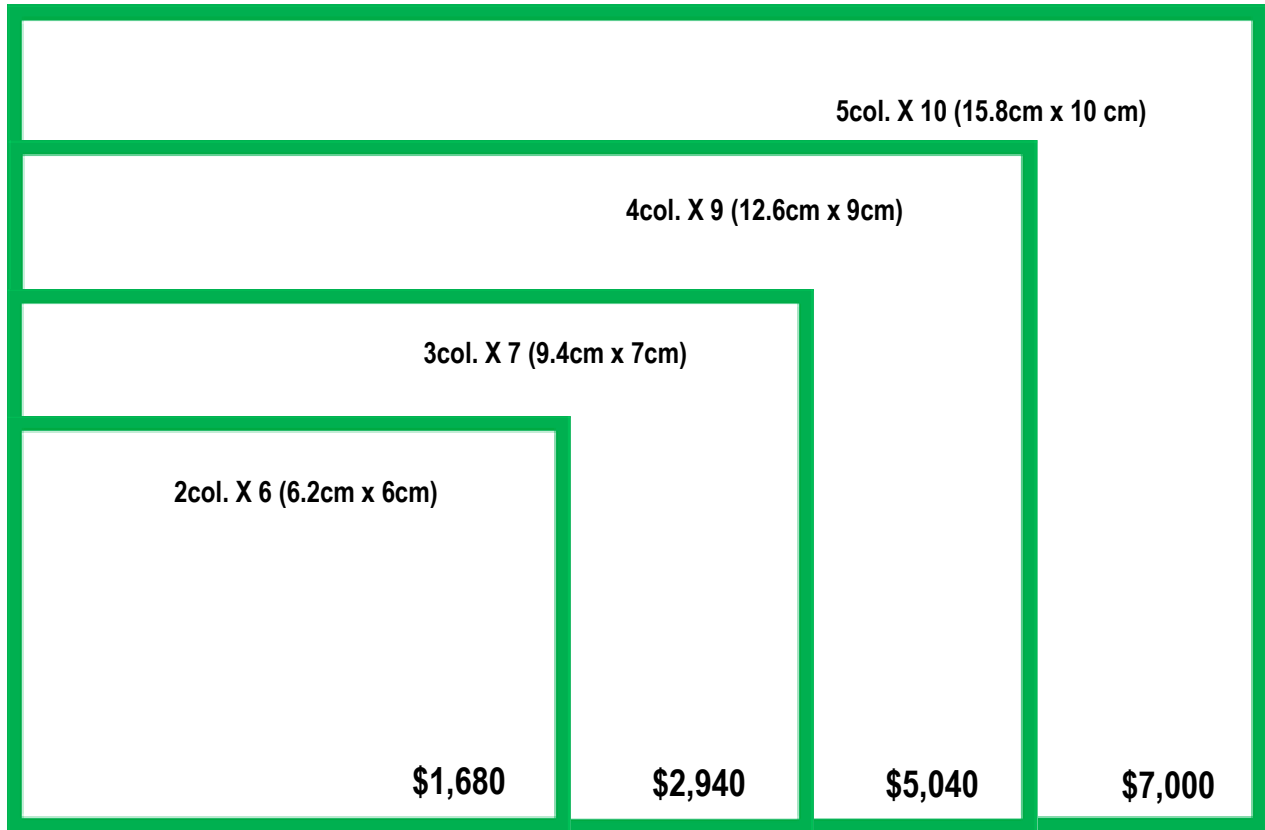 5col. X 10 (15.8cm x 10 cm)
4col. X 9 (12.6cm x 9cm)
3col. X 7 (9.4cm x 7cm)
2col. X 6 (6.2cm x 6cm)
$1,680
$2,940
$5,040
$7,000